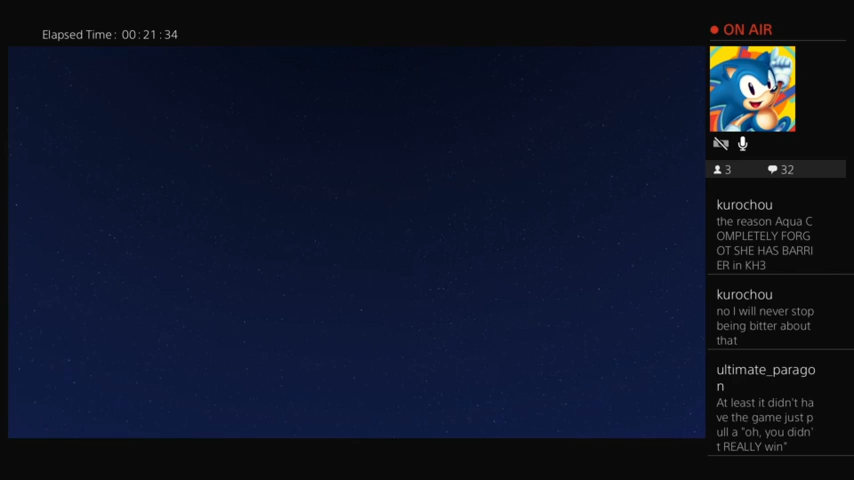 Elapsed Time: 00:21:34
ON AIR
3 32
kurochou
the reason Aqua C
OMPLETELY FORG
OT SHE HAS BARRI
ER in KH3
kurochou
no I will never stop
being bitter about
that
ultimate_parago
n
At least it didn't ha
ve the game just p
ull a "oh, you didn'
t REALLY win"